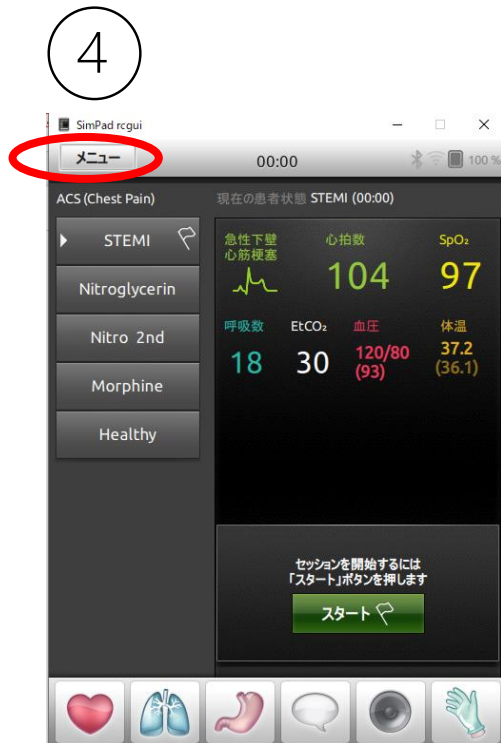 ④
SimPad rcgui
メニュー
00:00
100 %
ACS (Chest Pain)
現在の患者状態 STEMI (00:00)
STEMI
Nitroglycerin
Nitro 2nd
Morphine
Healthy
急性下壁
心筋梗塞
心拍数
104
SpO₂
97
呼吸数
18
EtCO₂
30
血圧
120/80
(93)
体温
37.2
(36.1)
セッションを開始するには
「スタート」ボタンを押します
スタート